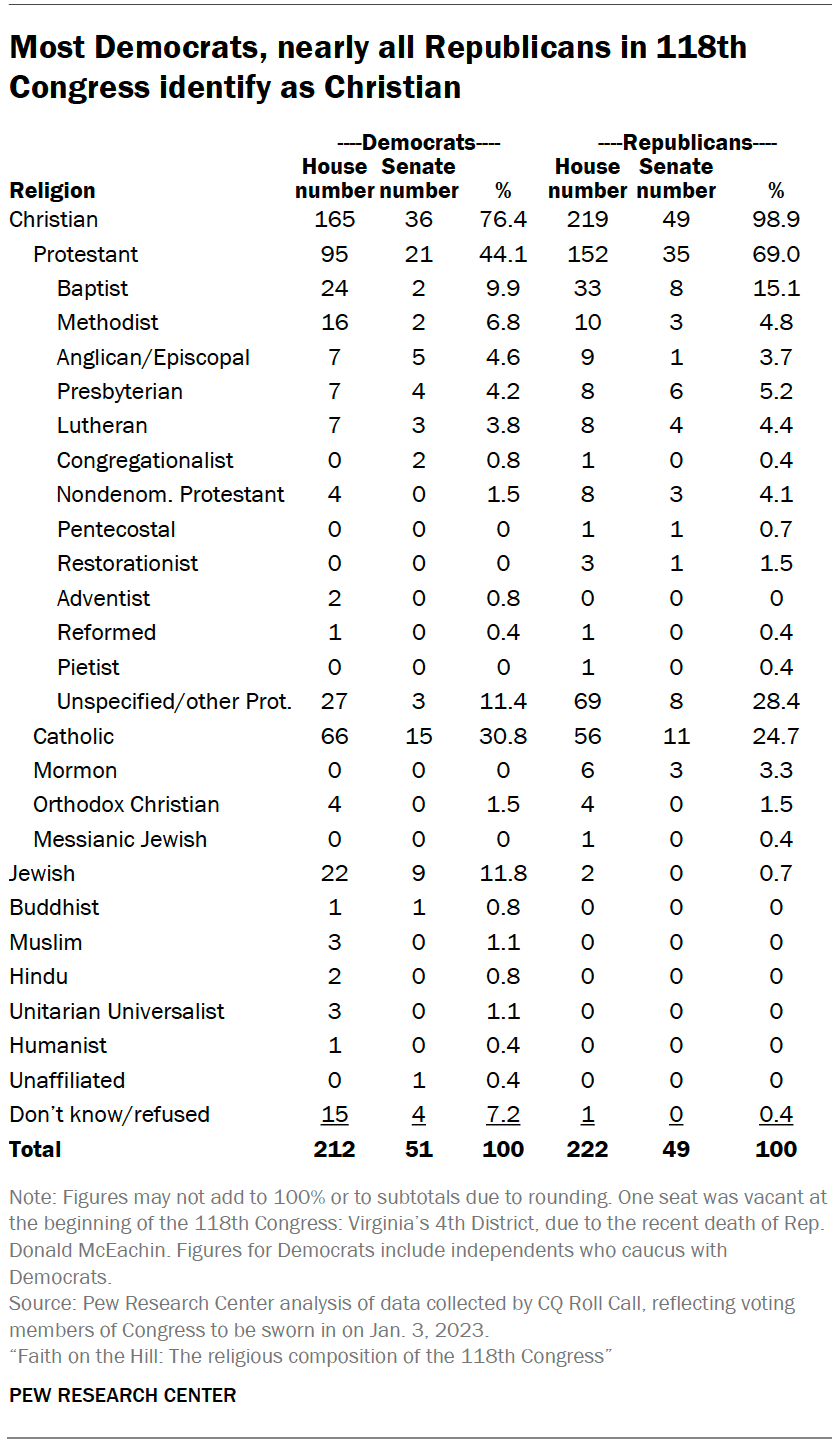 Most Democrats, nearly all Republicans in 118th
Congress identify as Christian
----Democrats---- ----Republicans----
House Senate House Senate
Religion number number % number number %
Christian 165 36 76.4 219 49 98.9
Protestant 95 21 44.1 152 35 69.0
Baptist 24 2 9.9 33 8 15.1
Methodist 16 2 6.8 10 3 4.8
Anglican/Episcopal 7 5 4.6 9 1 3.7
Presbyterian 7 4 4.2 8 6 5.2
Lutheran 7 3 3.8 8 4 4.4
Congregationalist 0 2 0.8 1 0 0.4
Nondenom. Protestant 4 0 1.5 8 3 4.1
Pentecostal 0 0 0 1 1 0.7
Restorationist 0 0 0 3 1 1.5
Adventist 2 0 0.8 0 0 0
Reformed 1 0 0.4 1 0 0.4
Pietist 0 0 0 1 0 0.4
Unspecified/other Prot. 27 3 11.4 69 8 28.4
Catholic 66 15 30.8 56 11 24.7
Mormon 0 0 0 6 3 3.3
Orthodox Christian 4 0 1.5 4 0 1.5
Messianic Jewish 0 0 0 1 0 0.4
Jewish 22 9 11.8 2 0 0.7
Buddhist 1 1 0.8 0 0 0
Muslim 3 0 1.1 0 0 0
Hindu 2 0 0.8 0 0 0
Unitarian Universalist 3 0 1.1 0 0 0
Humanist 1 0 0.4 0 0 0
Unaffiliated 0 1 0.4 0 0 0
Don't know/refused 15 4 7.2 1 0 0.4
Total 212 51 100 222 49 100
Note: Figures may not add to 100% or to subtotals due to rounding. One seat was vacant at
the beginning of the 118th Congress: Virginia's 4th District, due to the recent death of Rep.
Donald McEachin. Figures for Democrats include independents who caucus with
Democrats.
Source: Pew Research Center analysis of data collected by CQ Roll Call, reflecting voting
members of Congress to be sworn in on Jan. 3, 2023.
“Faith on the Hill: The religious composition of the 118th Congress”
PEW RESEARCH CENTER